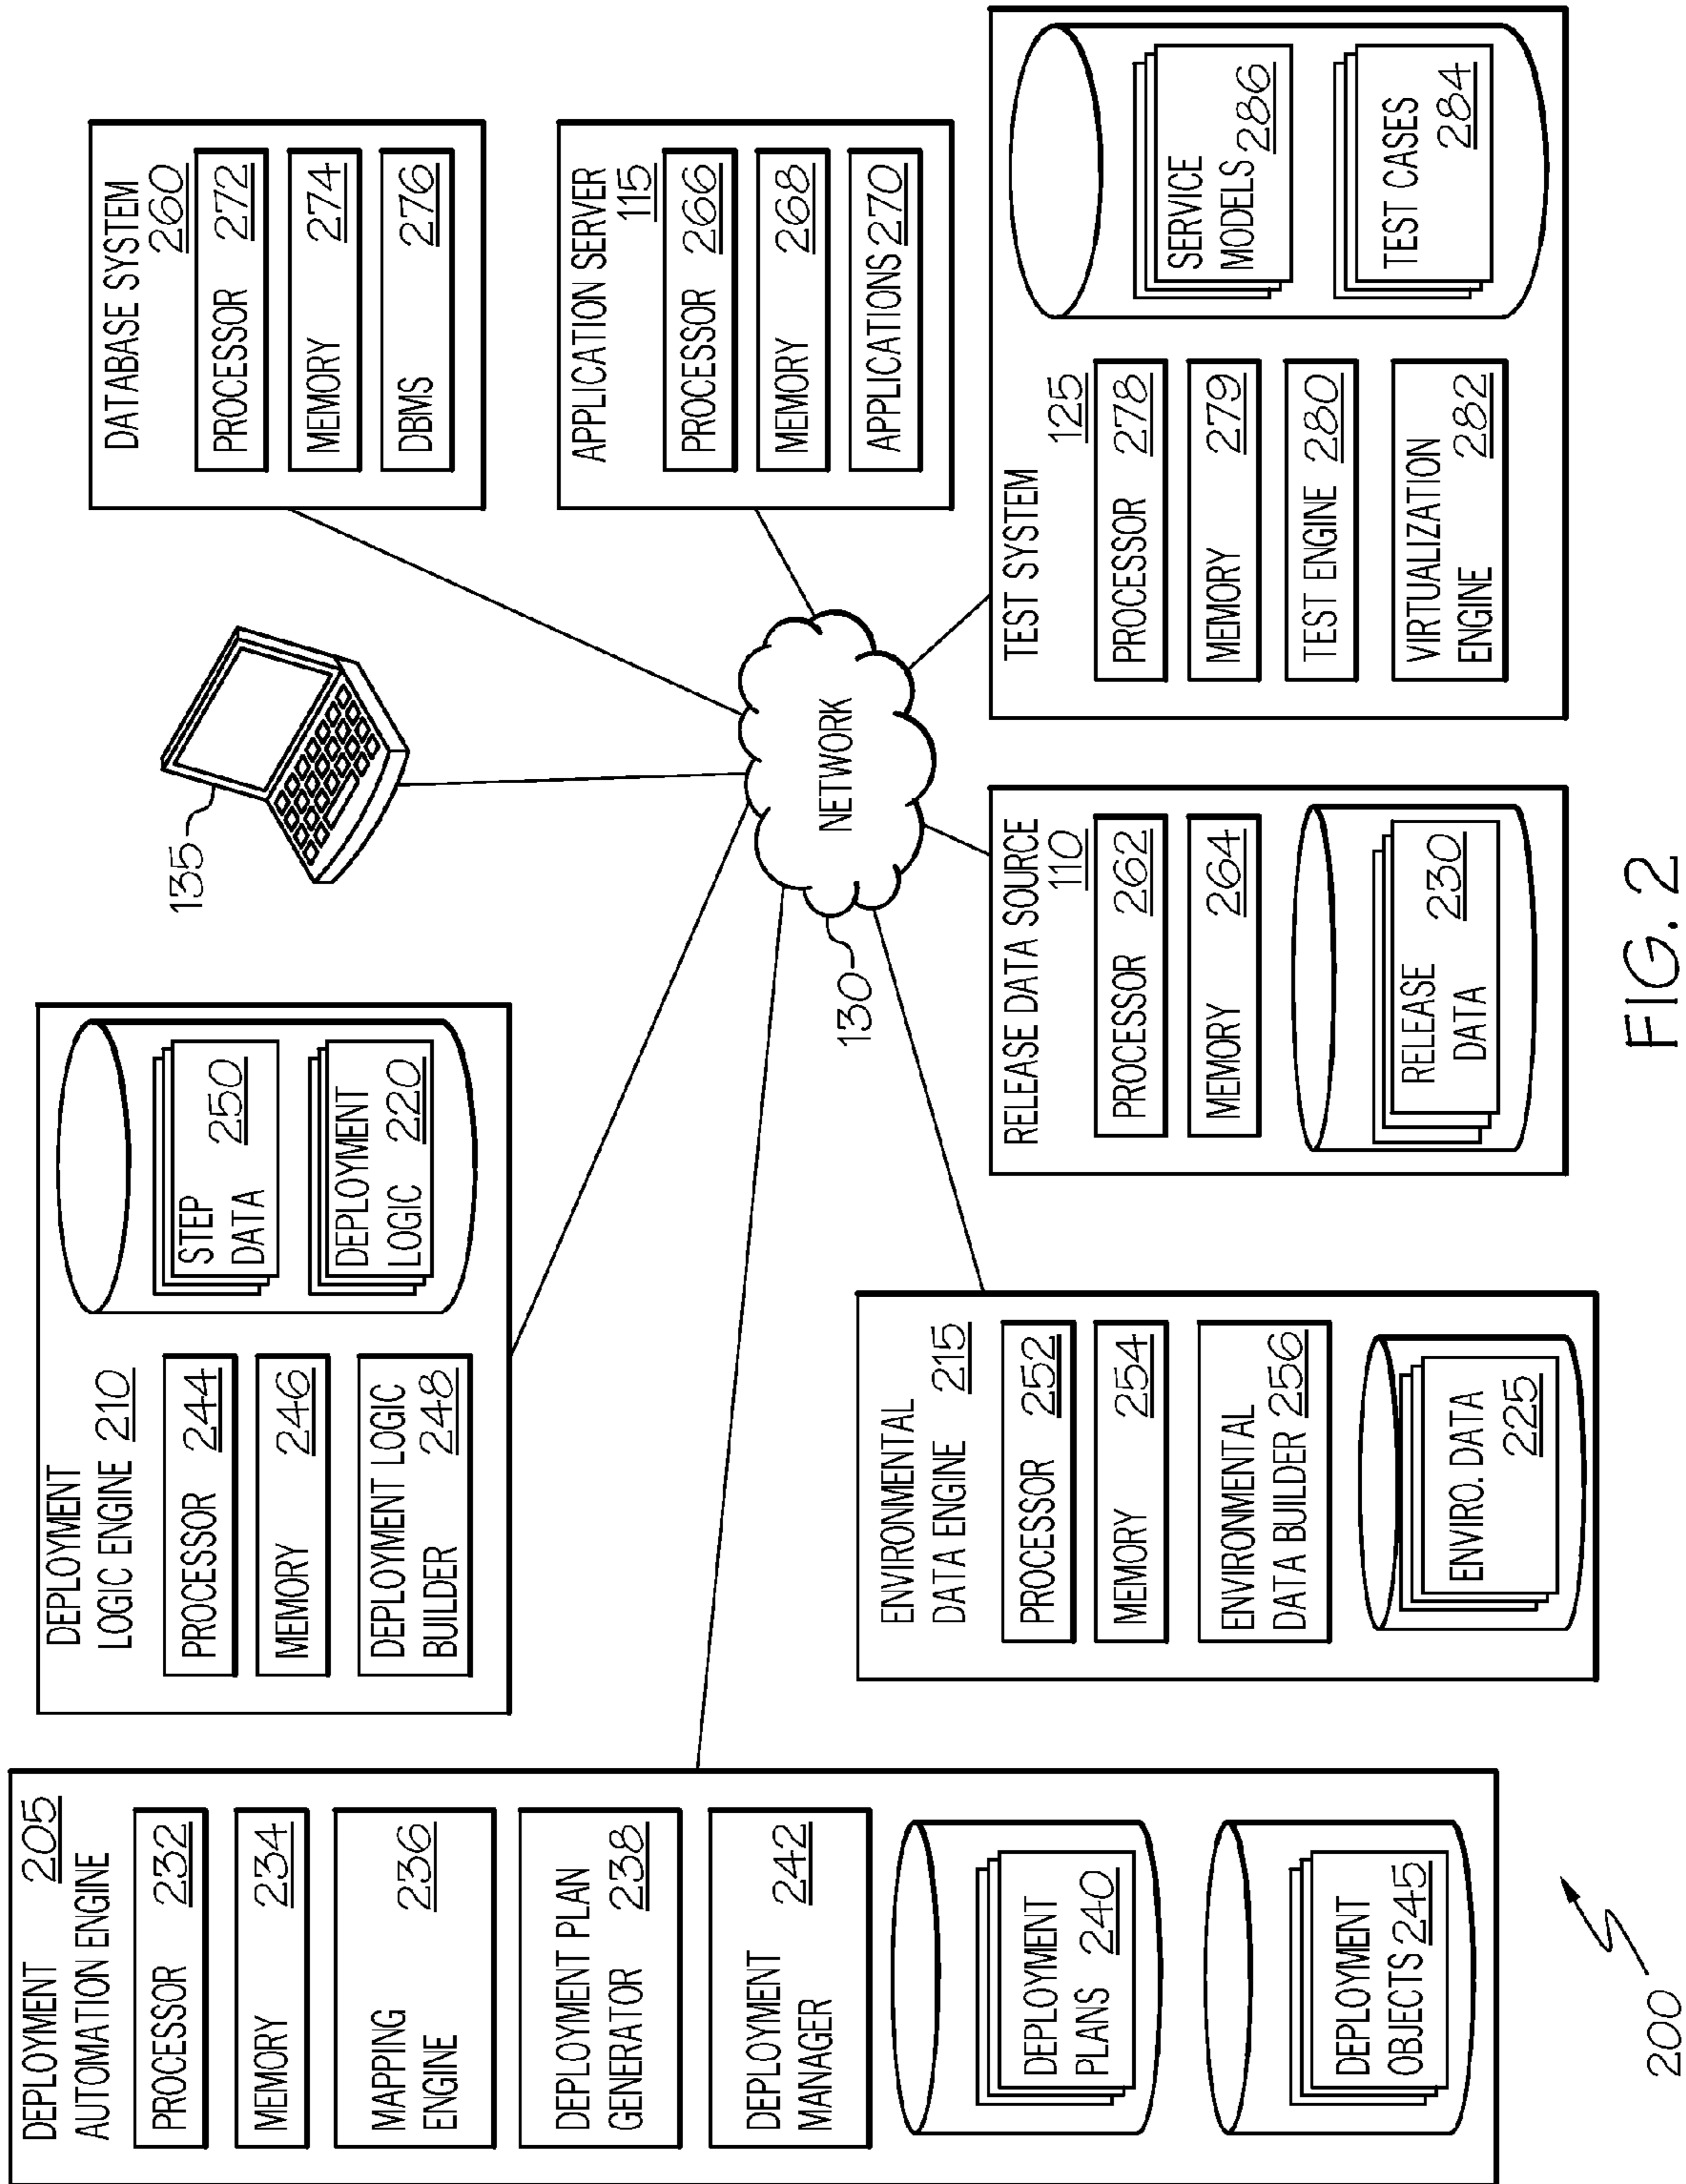 DEPLOYMENT 205
AUTOMATION ENGINE
PROCESSOR 232
MEMORY 234
MAPPING 236
ENGINE
DEPLOYMENT PLAN
GENERATOR 238
DEPLOYMENT 242
MANAGER
DEPLOYMENT
PLANS 240
DEPLOYMENT
OBJECTS 245
200
DEPLOYMENT
LOGIC ENGINE 210
PROCESSOR 244
MEMORY 246
DEPLOYMENT LOGIC
BUILDER 248
STEP
DATA 250
DEPLOYMENT
LOGIC 220
ENVIRONMENTAL
DATA ENGINE 215
PROCESSOR 252
MEMORY 254
ENVIRONMENTAL
DATA BUILDER 256
ENVIRO. DATA
225
135
NETWORK
130
RELEASE DATA SOURCE
110
PROCESSOR 262
MEMORY 264
RELEASE
DATA 230
DATABASE SYSTEM
260
PROCESSOR 272
MEMORY 274
DBMS 276
APPLICATION SERVER
115
PROCESSOR 266
MEMORY 268
APPLICATIONS 270
TEST SYSTEM
125
PROCESSOR 278
MEMORY 279
TEST ENGINE 280
VIRTUALIZATION
ENGINE 282
SERVICE
MODELS 286
TEST CASES
284
FIG. 2